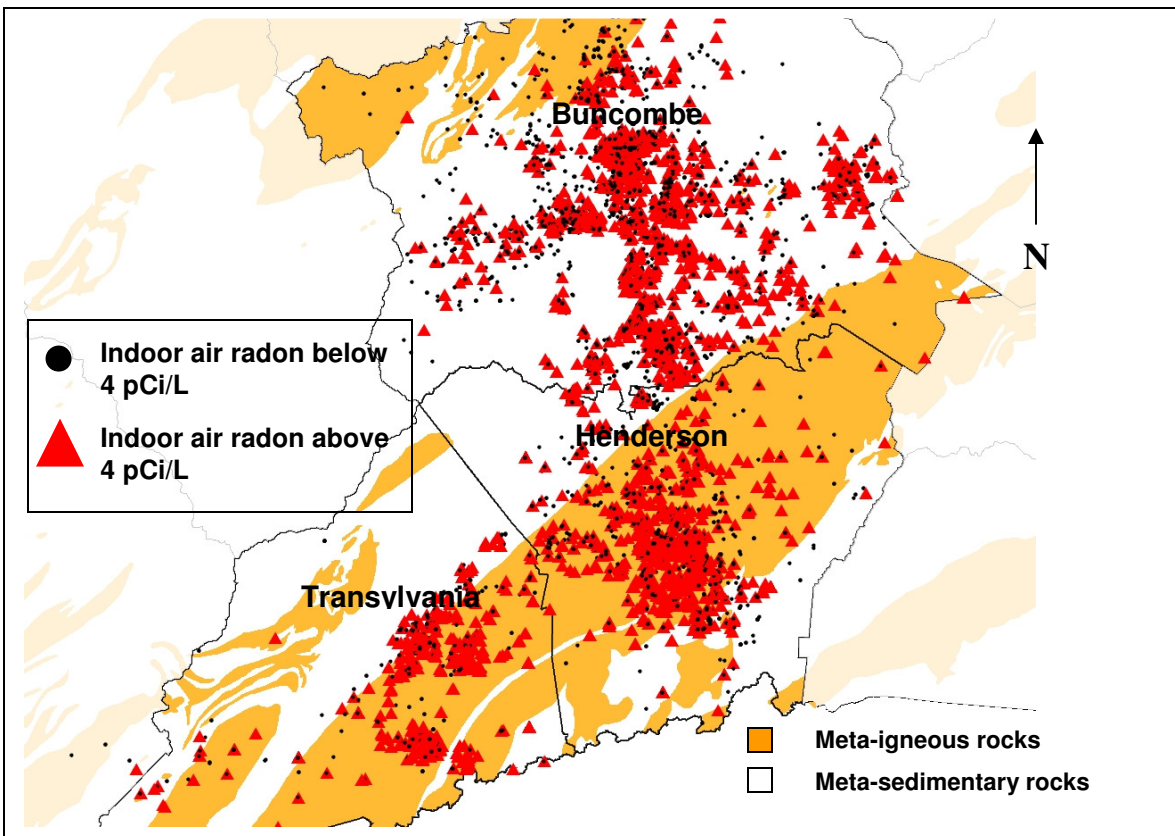 Buncombe
N
Indoor air radon below
4 pCi/L
Indoor air radon above
4 pCi/L
Henderson
Transylvania
Meta-igneous rocks
Meta-sedimentary rocks